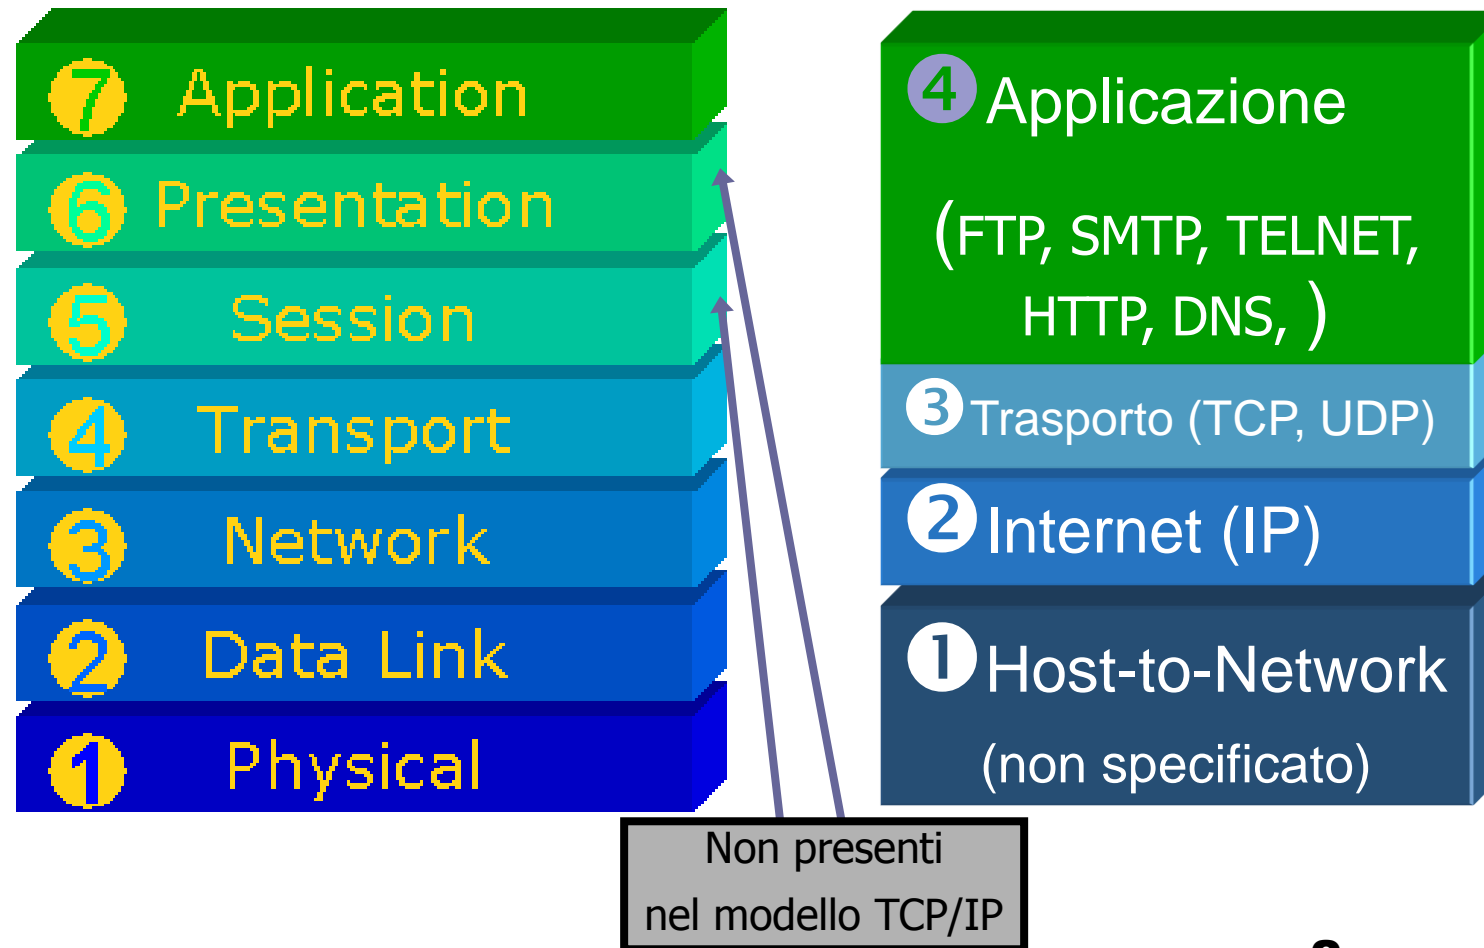 7 Application
6 Presentation
5 Session
4 Transport
3 Network
2 Data Link
1 Physical
4 Applicazione
(FTP, SMTP, TELNET,
HTTP, DNS, )
3 Trasporto (TCP, UDP)
2 Internet (IP)
1 Host-to-Network
(non specificato)
Non presenti
nel modello TCP/IP